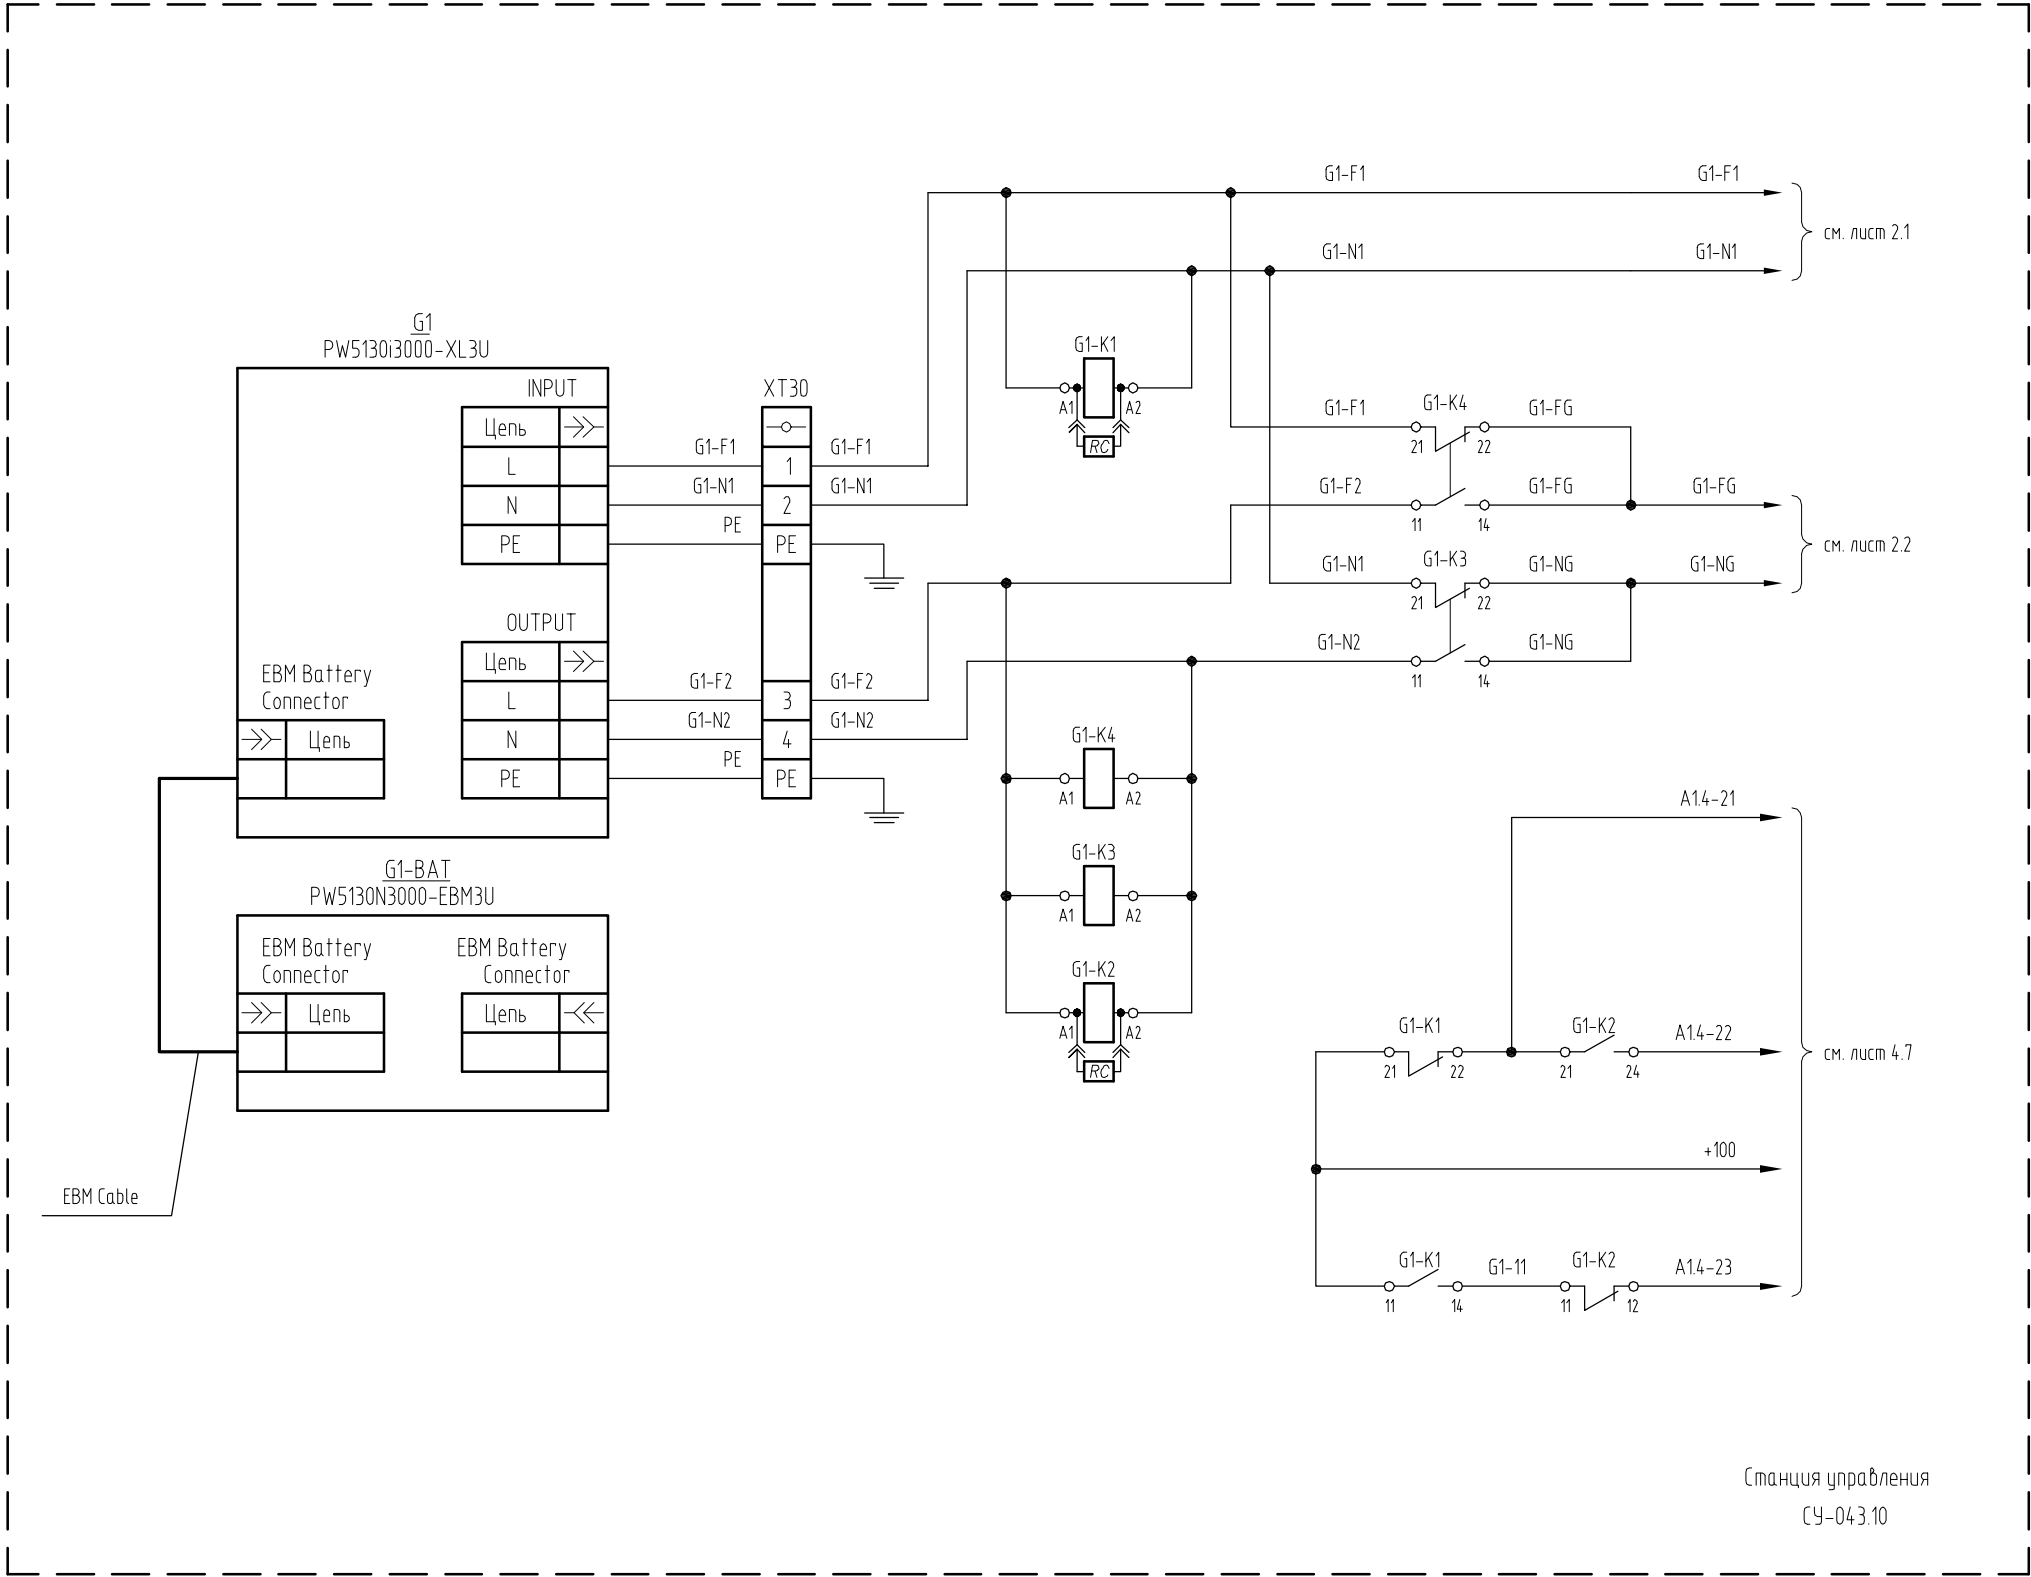 G1-F1
G1-F1
см. лист 2.1
G1-N1
G1-N1
G1
PW5130i3000-XL3U
INPUT
Цепь
L
N
PE
OUTPUT
Цепь
L
N
PE
EBM Battery
Connector
Цепь
G1-F1
G1-N1
PE
G1-F2
G1-N2
PE
XT30
1
2
PE
3
4
PE
G1-F1
G1-N1
G1-F2
G1-N2
G1-K1
A1
A2
RC
G1-F1
G1-K4
G1-FG
21
22
G1-F2
G1-FG
G1-FG
11
14
см. лист 2.2
G1-N1
G1-K3
G1-NG
G1-NG
21
22
G1-N2
G1-NG
11
14
G1-K4
A1
A2
G1-K3
A1
A2
G1-K2
A1
A2
RC
G1-BAT
PW5130N3000-EBM3U
EBM Battery
Connector
Цепь
EBM Battery
Connector
Цепь
EBM Cable
A1.4-21
G1-K1
G1-K2
A1.4-22
21
22
21
24
см. лист 4.7
+100
G1-K1
G1-11
G1-K2
A1.4-23
11
14
11
12
Станция управления
СУ-043.10